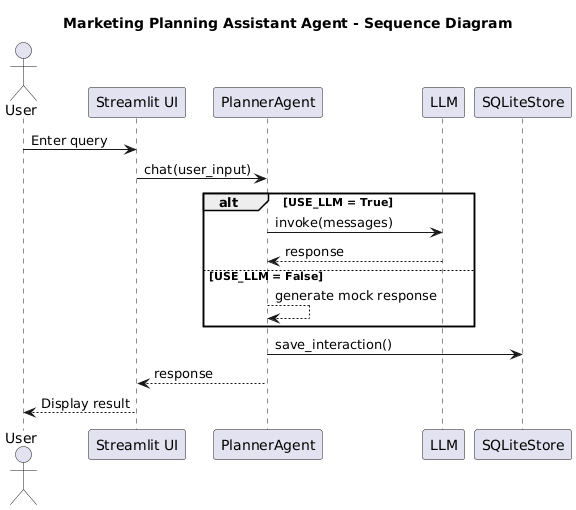 Marketing Planning Assistant Agent - Sequence Diagram
User
Streamlit UI
PlannerAgent
LLM
SQLiteStore
Enter query
chat(user_input)
alt
[USE_LLM = True]
invoke(messages)
response
[USE_LLM = False]
generate mock response
save_interaction()
response
Display result
User
Streamlit UI
PlannerAgent
LLM
SQLiteStore